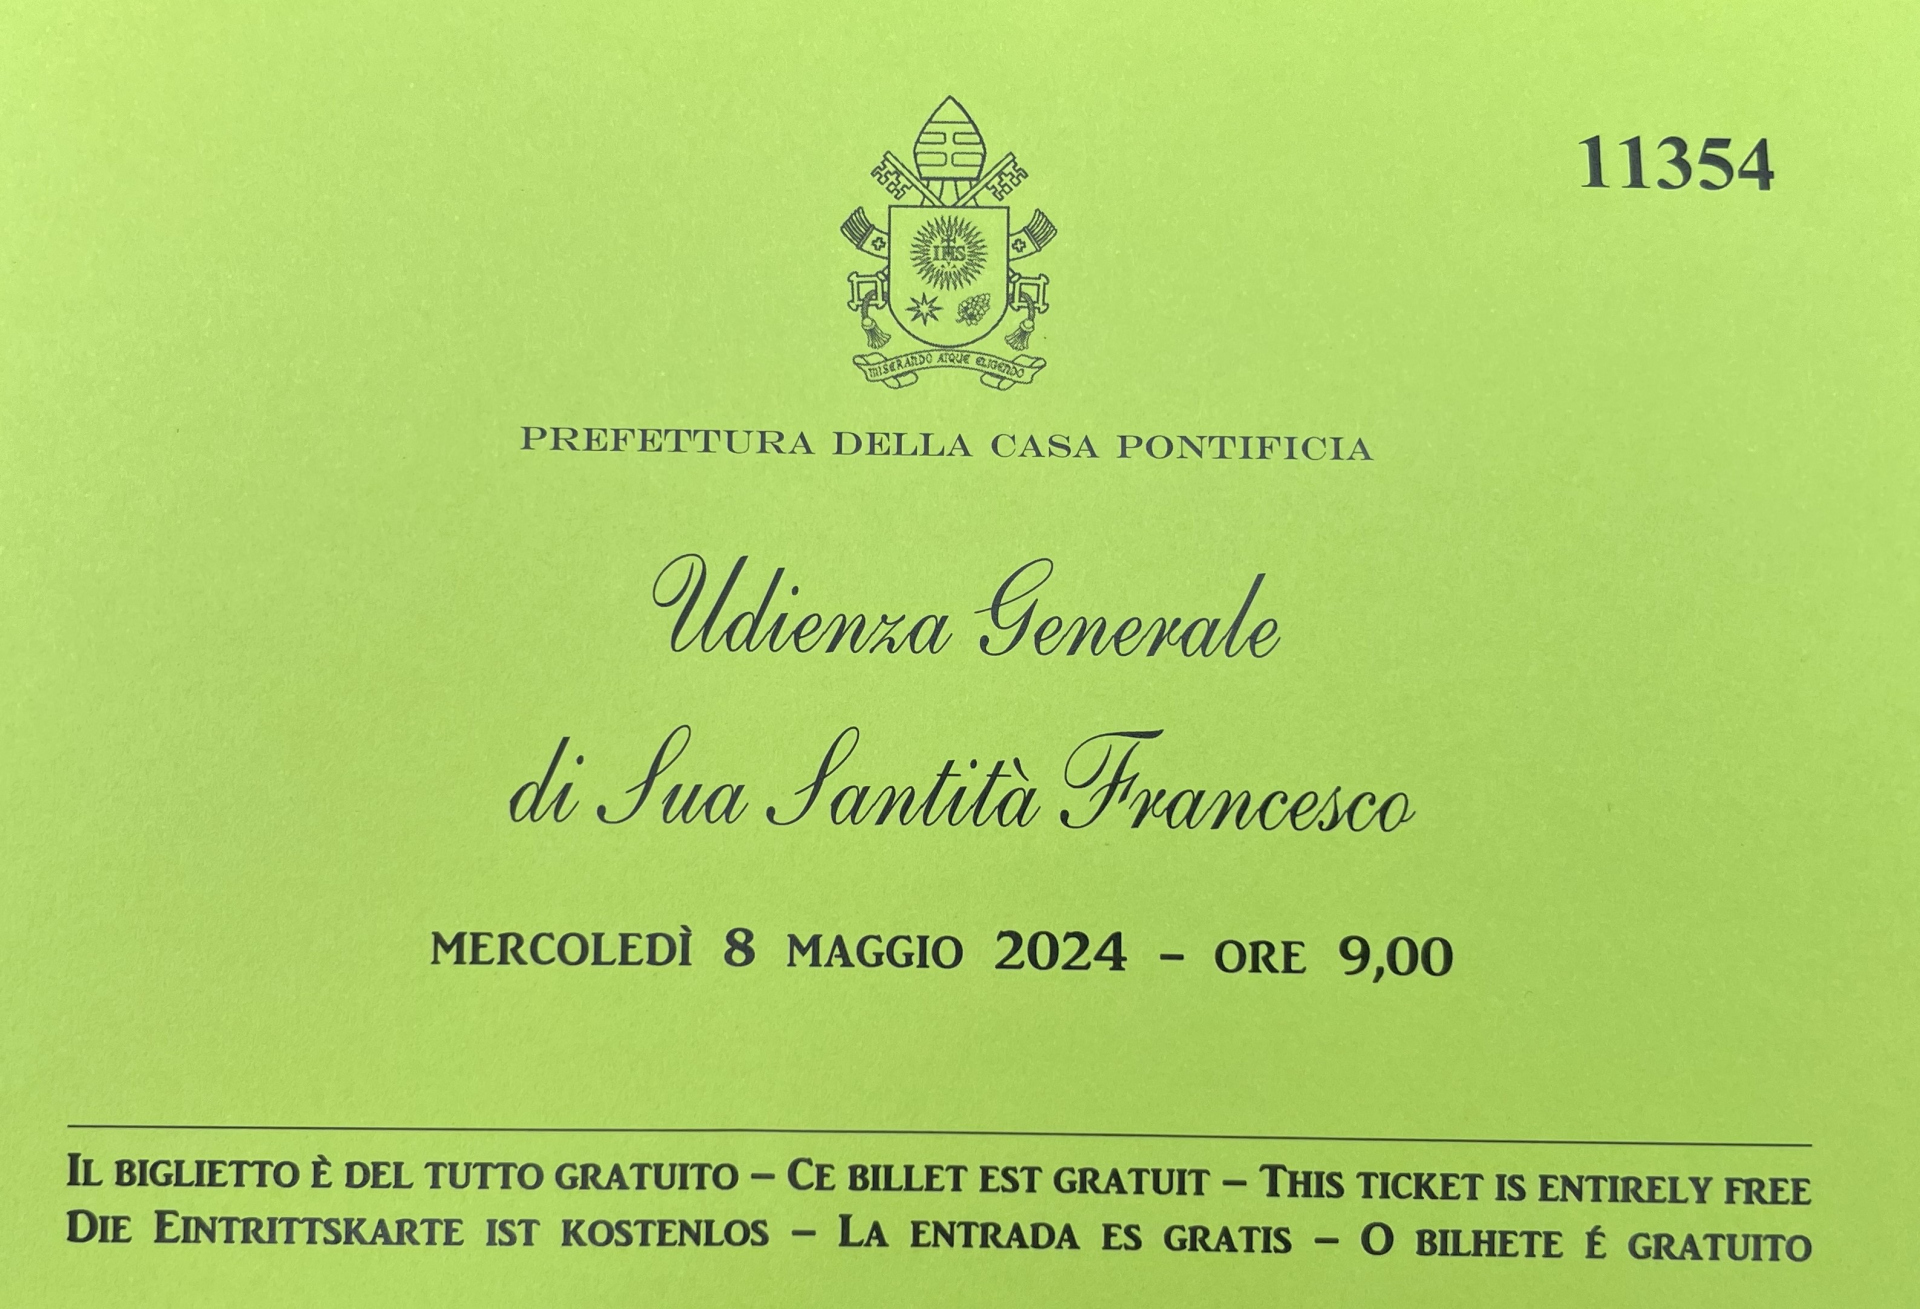 11354
IHS
MISERANDO ATQUE ELIGENDO
PREFETTURA DELLA CASA PONTIFICIA
Udienza Generale
di Sua Santità Francesco
MERCOLEDÌ 8 MAGGIO 2024 – ORE 9,00
IL BIGLIETTO È DEL TUTTO GRATUITO – CE BILLET EST GRATUIT – THIS TICKET IS ENTIRELY FREE
DIE EINTRITTSKARTE IST KOSTENLOS – LA ENTRADA ES GRATIS – O BILHETE É GRATUITO